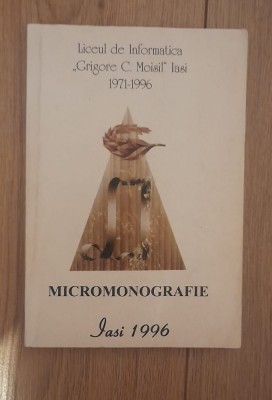 Liceul de Informatica
„Grigore C. Moisil" Iasi
1971-1996
MICROMONOGRAFIE
Iasi 1996